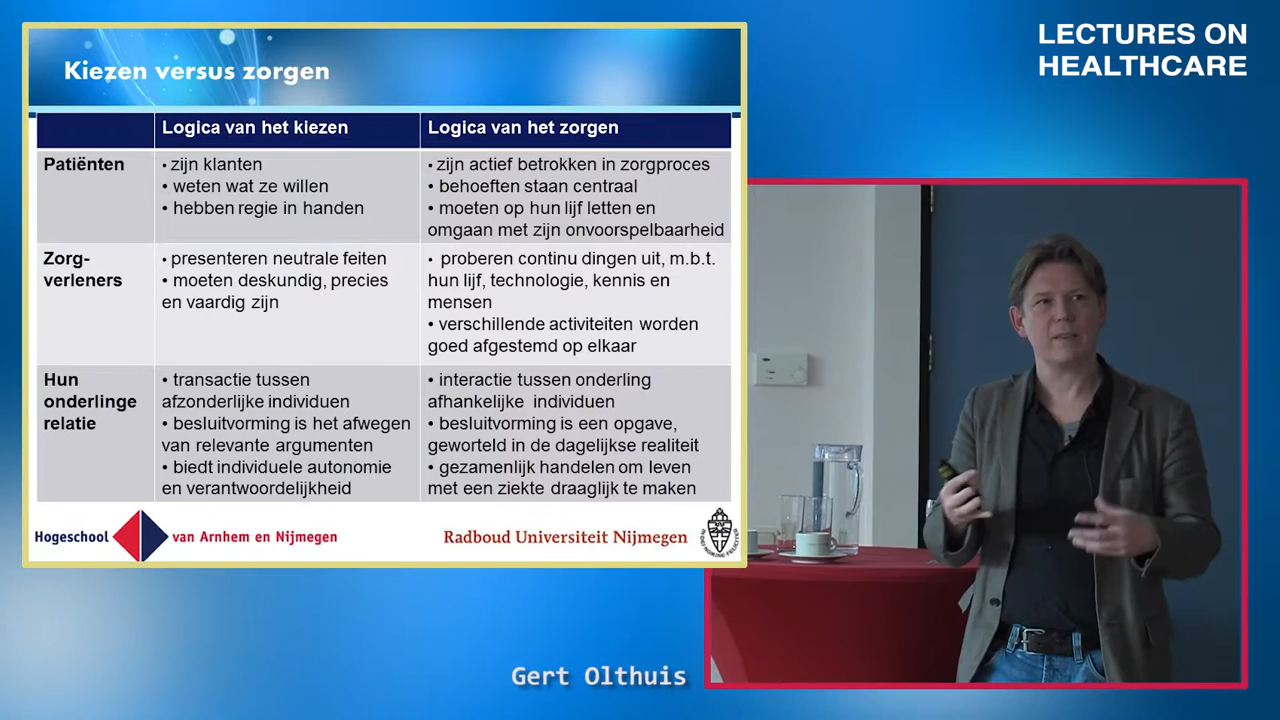 LECTURES ON
HEALTHCARE
Kiezen versus zorgen
Logica van het kiezen
Logica van het zorgen
Patiënten
• zijn klanten
• weten wat ze willen
• hebben regie in handen
• zijn actief betrokken in zorgproces
• behoeften staan centraal
• moeten op hun lijf letten en
omgaan met zijn onvoorspelbaarheid
Zorg-
verleners
• presenteren neutrale feiten
• moeten deskundig, precies
en vaardig zijn
• proberen continu dingen uit, m.b.t.
hun lijf, technologie, kennis en
mensen
• verschillende activiteiten worden
goed afgestemd op elkaar
Hun
onderlinge
relatie
• transactie tussen
afzonderlijke individuen
• besluitvorming is het afwegen
van relevante argumenten
• biedt individuele autonomie
en verantwoordelijkheid
• interactie tussen onderling
afhankelijke individuen
• besluitvorming is een opgave,
geworteld in de dagelijkse realiteit
• gezamenlijk handelen om leven
met een ziekte draaglijk te maken
Hogeschool van Arnhem en Nijmegen
Radboud Universiteit Nijmegen
Gert Olthuis